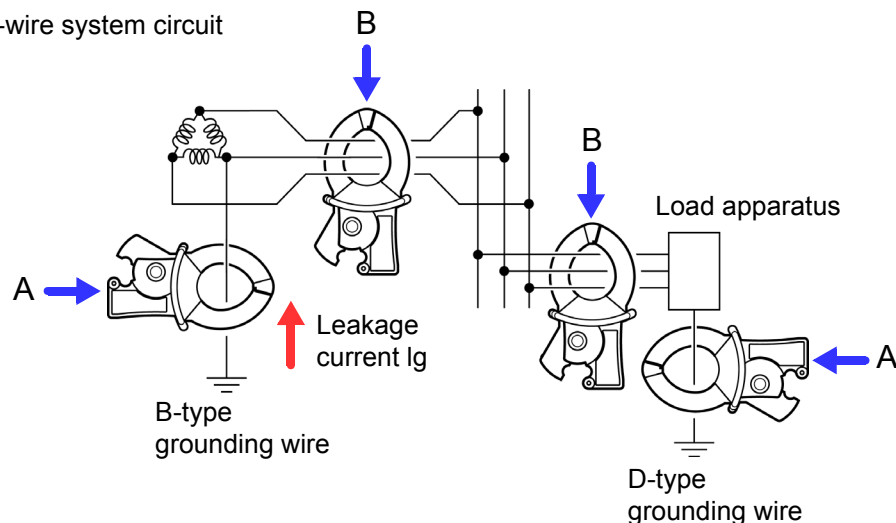 -wire system circuit
B
B
Load apparatus
A
Leakage
current Ig
A
B-type
grounding wire
D-type
grounding wire